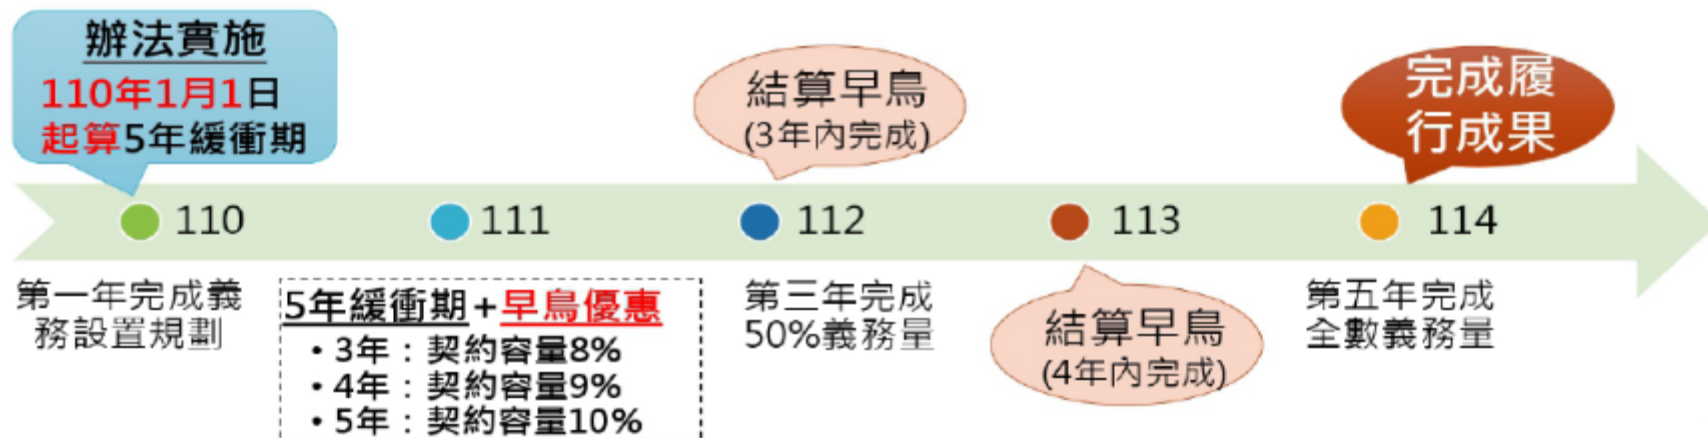 辦法實施
110年1月1日
起算5年緩衝期
結算早鳥
(3年內完成)
完成履
行成果
110
111
112
113
114
第一年完成義
務設置規劃
5年緩衝期+早鳥優惠
•3年：契約容量8%
•4年：契約容量9%
•5年：契約容量10%
第三年完成
50%義務量
結算早鳥
(4年內完成)
第五年完成
全數義務量